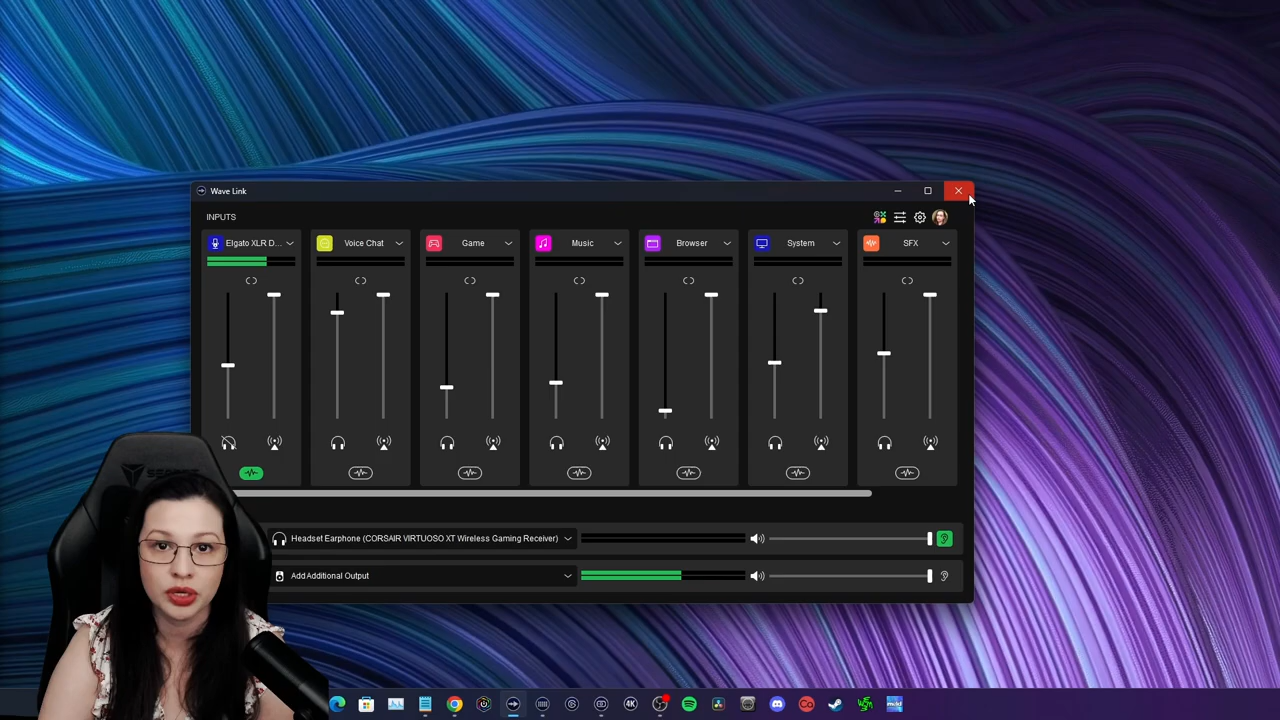 Wave Link
INPUTS
Elgato XLR D...
Voice Chat
Game
Music
Browser
System
SFX
Headset Earphone (CORSAIR VIRTUOSO XT Wireless Gaming Receiver)
Add Additional Output
4K